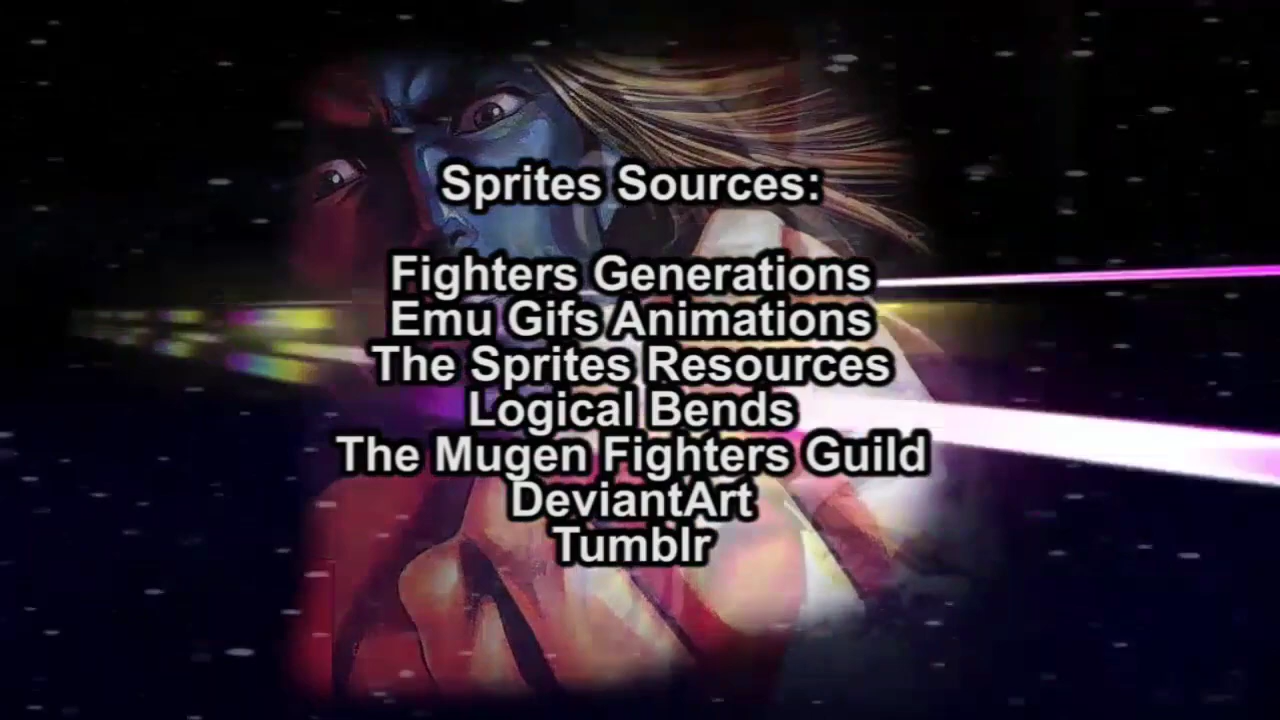 Sprites Sources:
Fighters Generations
Emu Gifs Animations
The Sprites Resources
Logical Bends
The Mugen Fighters Guild
DeviantArt
Tumblr